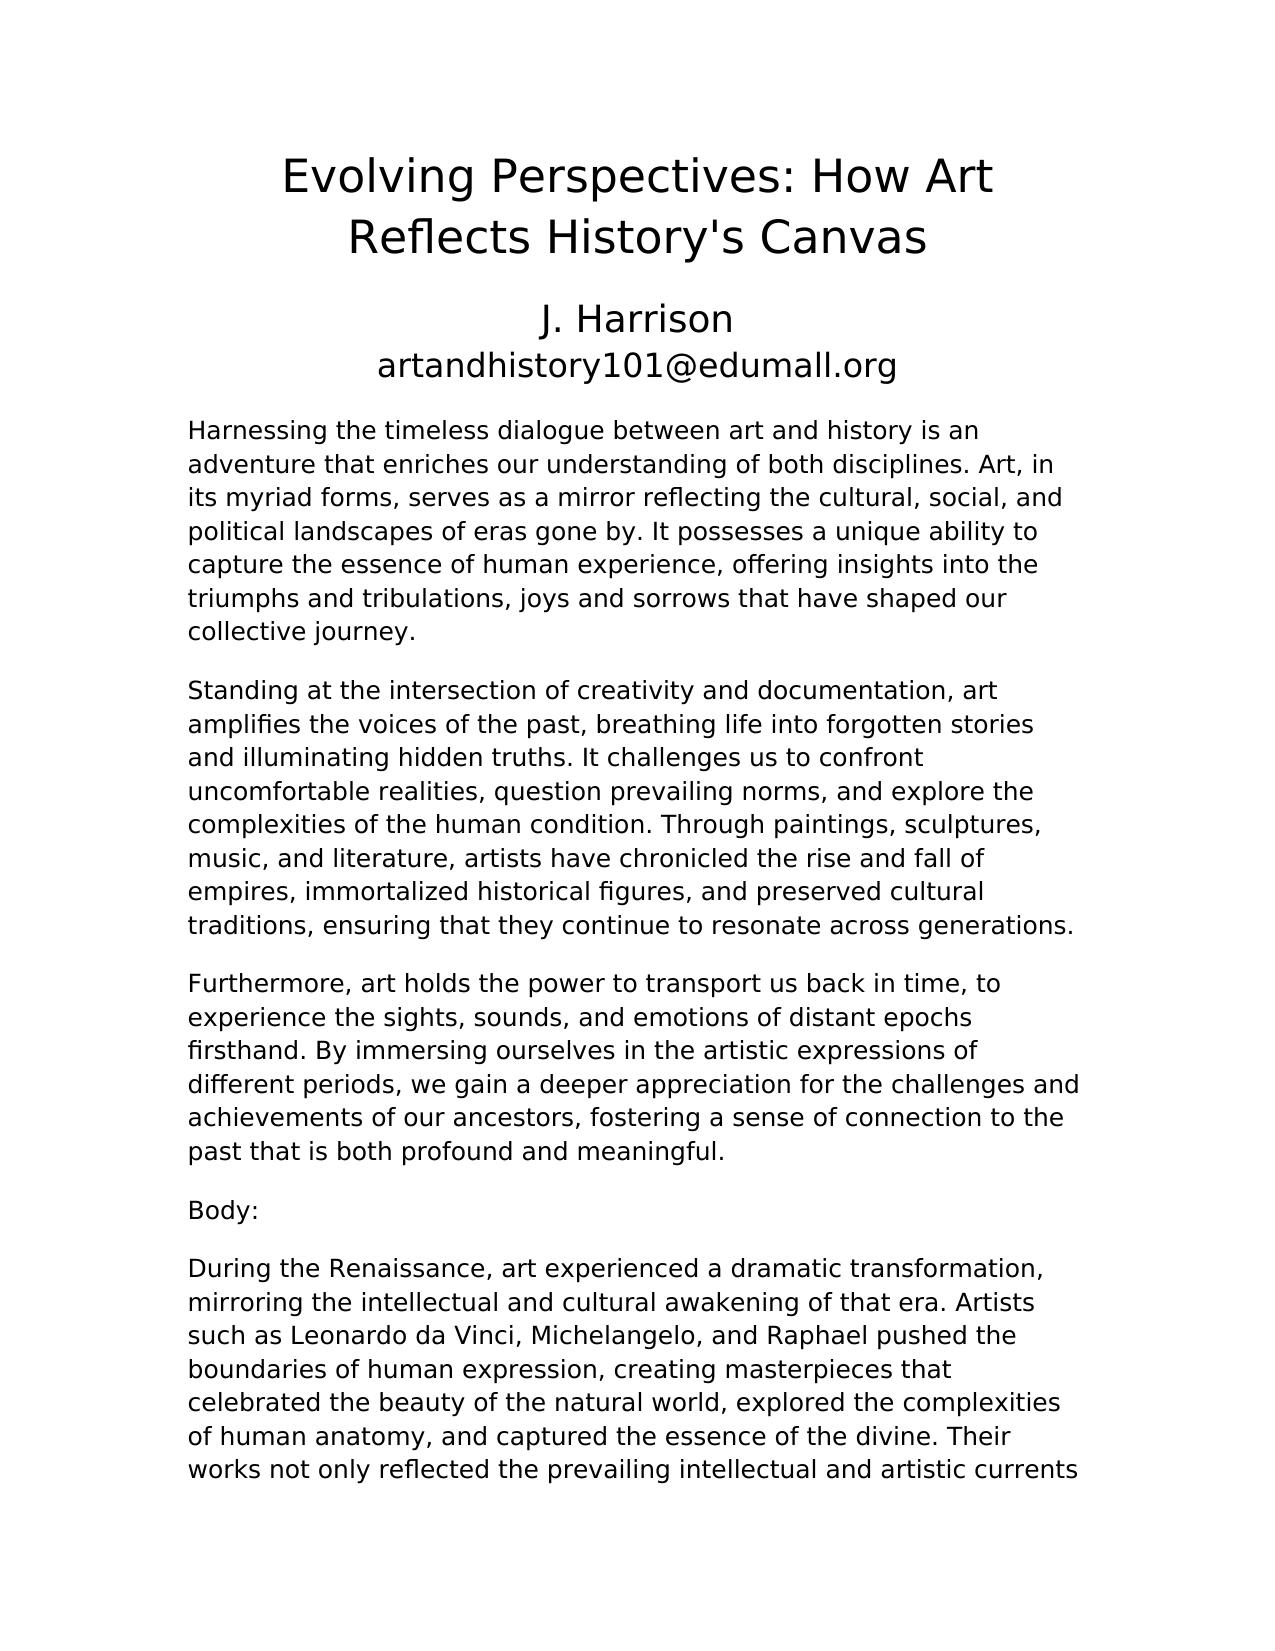 Evolving Perspectives: How Art
Reflects History's Canvas
J. Harrison
artandhistory101@edumall.org
Harnessing the timeless dialogue between art and history is an
adventure that enriches our understanding of both disciplines. Art, in
its myriad forms, serves as a mirror reflecting the cultural, social, and
political landscapes of eras gone by. It possesses a unique ability to
capture the essence of human experience, offering insights into the
triumphs and tribulations, joys and sorrows that have shaped our
collective journey.
Standing at the intersection of creativity and documentation, art
amplifies the voices of the past, breathing life into forgotten stories
and illuminating hidden truths. It challenges us to confront
uncomfortable realities, question prevailing norms, and explore the
complexities of the human condition. Through paintings, sculptures,
music, and literature, artists have chronicled the rise and fall of
empires, immortalized historical figures, and preserved cultural
traditions, ensuring that they continue to resonate across generations.
Furthermore, art holds the power to transport us back in time, to
experience the sights, sounds, and emotions of distant epochs
firsthand. By immersing ourselves in the artistic expressions of
different periods, we gain a deeper appreciation for the challenges and
achievements of our ancestors, fostering a sense of connection to the
past that is both profound and meaningful.
Body:
During the Renaissance, art experienced a dramatic transformation,
mirroring the intellectual and cultural awakening of that era. Artists
such as Leonardo da Vinci, Michelangelo, and Raphael pushed the
boundaries of human expression, creating masterpieces that
celebrated the beauty of the natural world, explored the complexities
of human anatomy, and captured the essence of the divine. Their
works not only reflected the prevailing intellectual and artistic currents